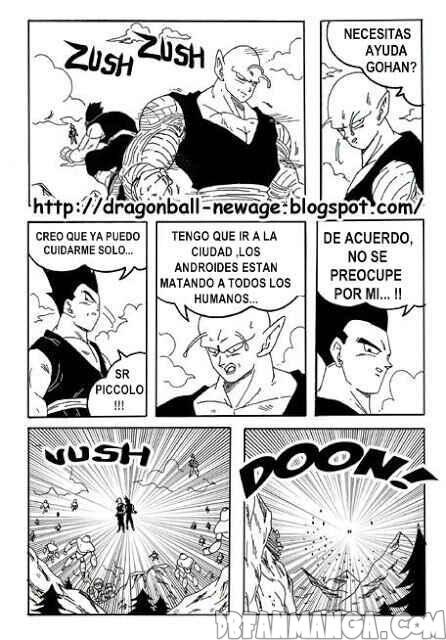 ZUSH ZUSH
NECESITAS
AYUDA
GOHAN?
http://dragonball-newage.blogspot.com/
CREO QUE YA PUEDO
CUIDARME SOLO...
SR
PICCOLO
!!!
TENGO QUE IR A LA
CIUDAD ,LOS
ANDROIDES ESTAN
MATANDO A TODOS LOS
HUMANOS...
DE ACUERDO,
NO SE
PREOCUPE
POR MI... !!
VUSH
DOON!
DBFANMANGA.COM